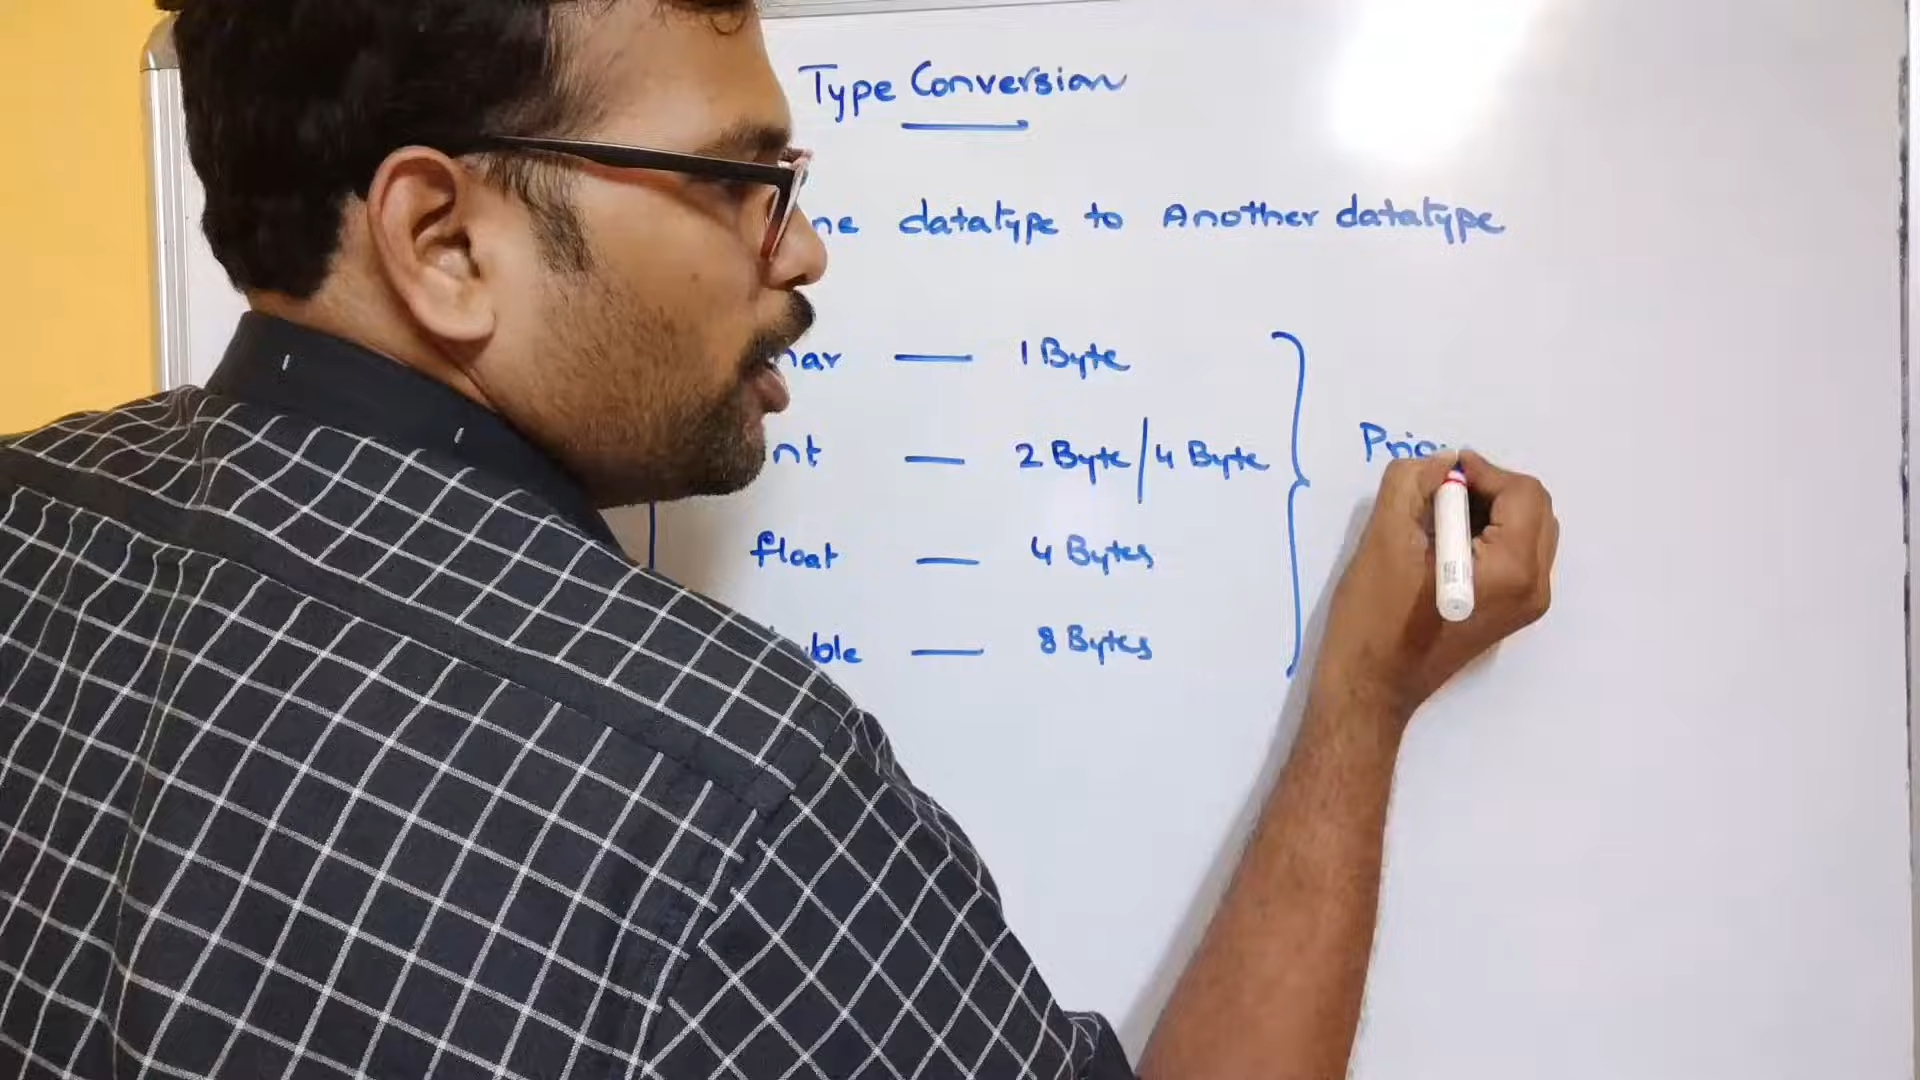 Type Conversion
datatype to Another datatype
1 Byte
2 Byte/4 Byte
float — 4 Bytes
8 Bytes